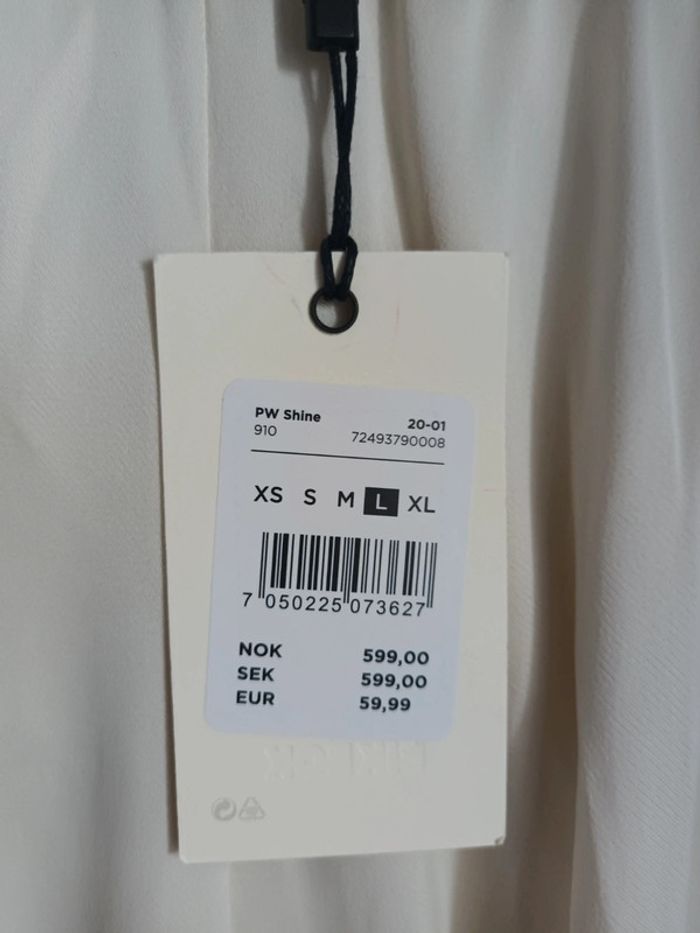 PW Shine 20-01
910 72493790008
XS S M L XL
7 050225 073627
NOK 599,00
SEK 599,00
EUR 59,99